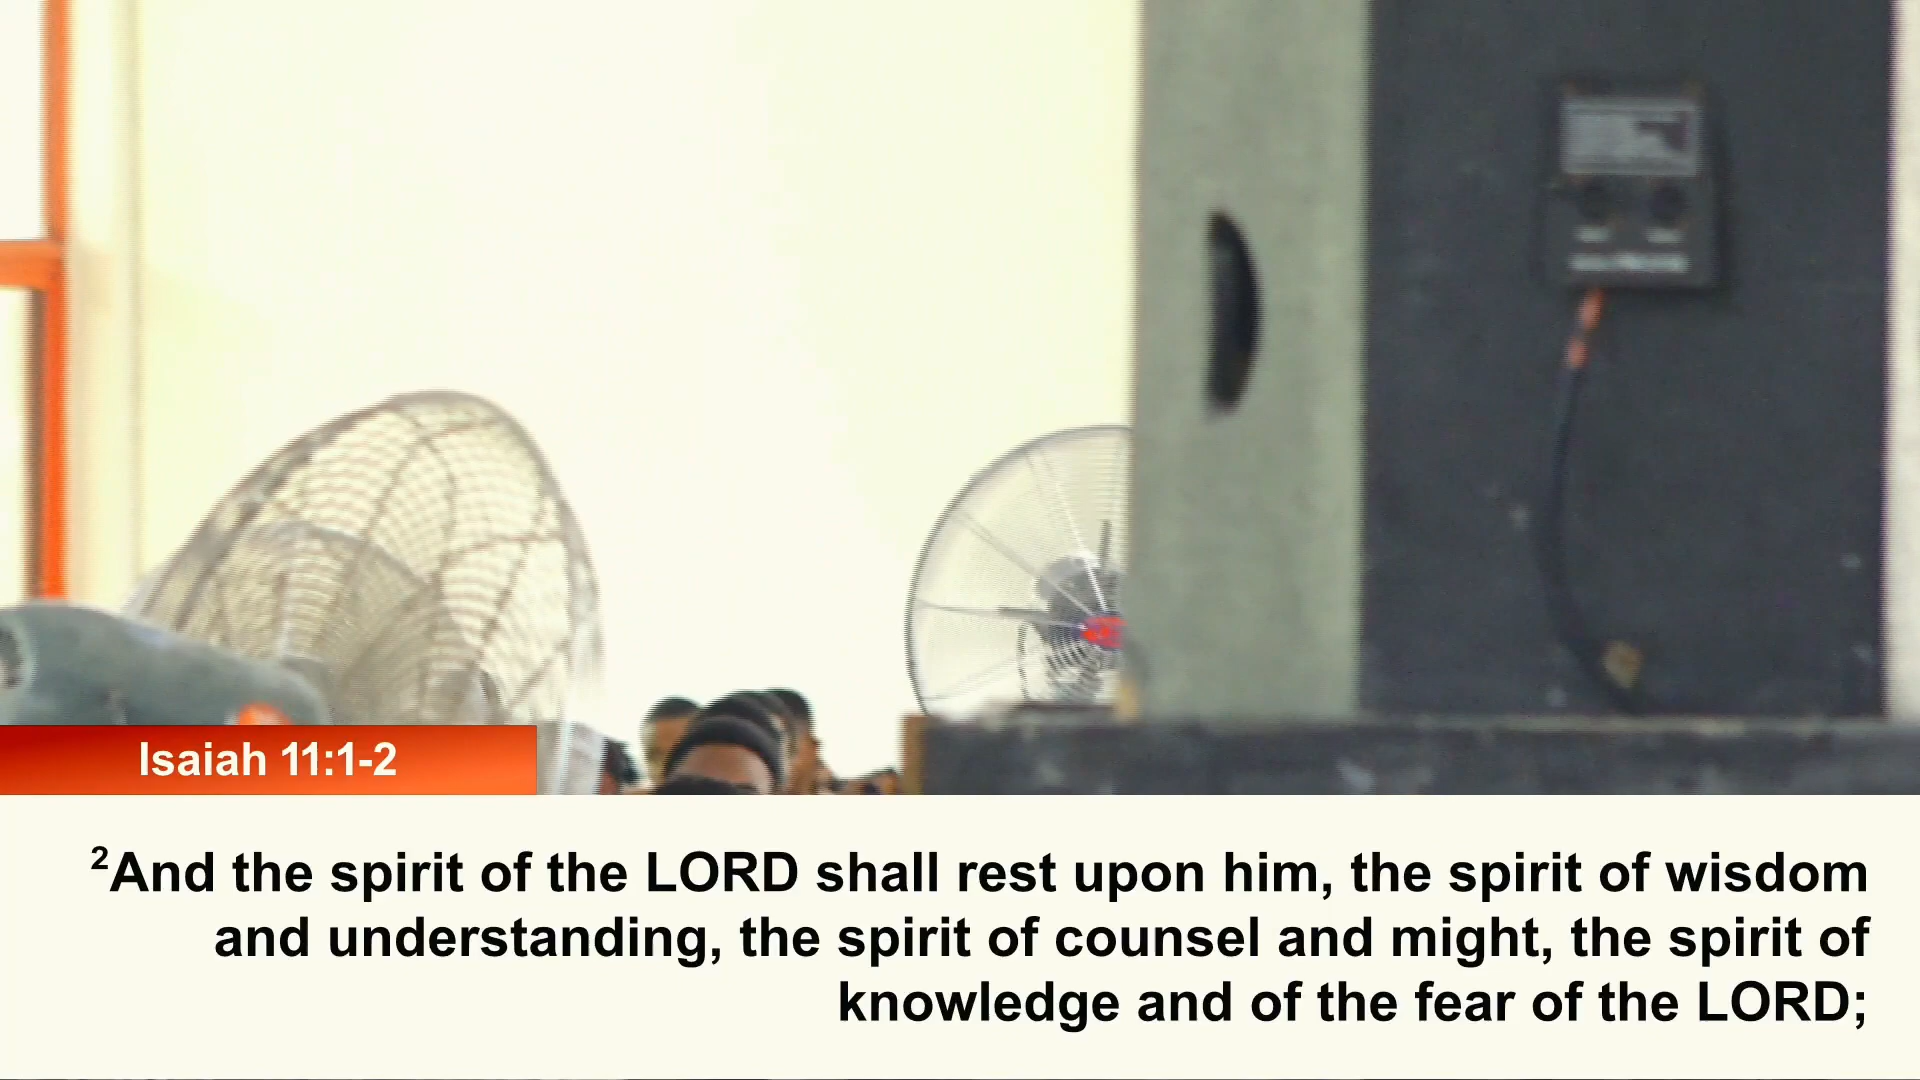 Isaiah 11:1-2
²And the spirit of the LORD shall rest upon him, the spirit of wisdom
and understanding, the spirit of counsel and might, the spirit of
knowledge and of the fear of the LORD;